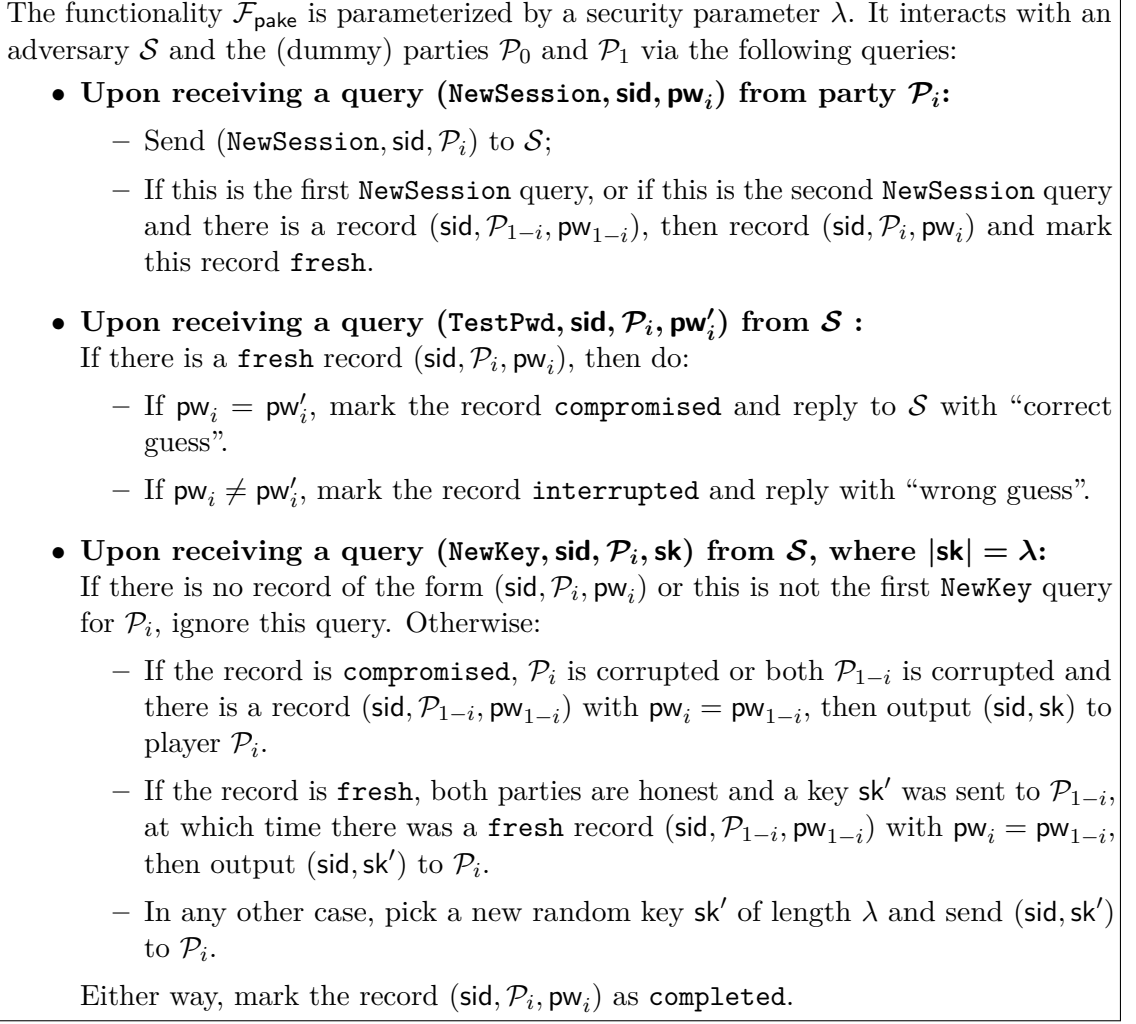 The functionality 𝓕_pake is parameterized by a security parameter λ. It interacts with an
adversary 𝒮 and the (dummy) parties 𝒫_0 and 𝒫_1 via the following queries:
• Upon receiving a query (NewSession, sid, pw_i) from party 𝒫_i:
– Send (NewSession, sid, 𝒫_i) to 𝒮;
– If this is the first NewSession query, or if this is the second NewSession query
and there is a record (sid, 𝒫_{1−i}, pw_{1−i}), then record (sid, 𝒫_i, pw_i) and mark
this record fresh.
• Upon receiving a query (TestPwd, sid, 𝒫_i, pw′_i) from 𝒮 :
If there is a fresh record (sid, 𝒫_i, pw_i), then do:
– If pw_i = pw′_i, mark the record compromised and reply to 𝒮 with “correct
guess”.
– If pw_i ≠ pw′_i, mark the record interrupted and reply with “wrong guess”.
• Upon receiving a query (NewKey, sid, 𝒫_i, sk) from 𝒮, where |sk| = λ:
If there is no record of the form (sid, 𝒫_i, pw_i) or this is not the first NewKey query
for 𝒫_i, ignore this query. Otherwise:
– If the record is compromised, 𝒫_i is corrupted or both 𝒫_{1−i} is corrupted and
there is a record (sid, 𝒫_{1−i}, pw_{1−i}) with pw_i = pw_{1−i}, then output (sid, sk) to
player 𝒫_i.
– If the record is fresh, both parties are honest and a key sk′ was sent to 𝒫_{1−i},
at which time there was a fresh record (sid, 𝒫_{1−i}, pw_{1−i}) with pw_i = pw_{1−i},
then output (sid, sk′) to 𝒫_i.
– In any other case, pick a new random key sk′ of length λ and send (sid, sk′)
to 𝒫_i.
Either way, mark the record (sid, 𝒫_i, pw_i) as completed.